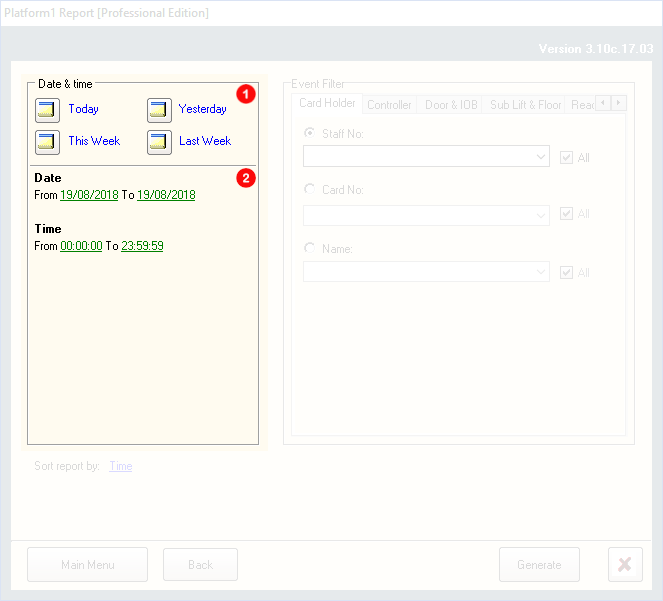 Platform1 Report [Professional Edition]
Version 3.10c.17.03
Date & time
1
Today
Yesterday
This Week
Last Week
2
Date
From 19/08/2018 To 19/08/2018
Time
From 00:00:00 To 23:59:59
Event Filter
Card Holder Controller Door & IOB Sub Lift & Floor Read
Staff No:
All
Card No:
All
Name:
All
Sort report by: Time
Main Menu
Back
Generate